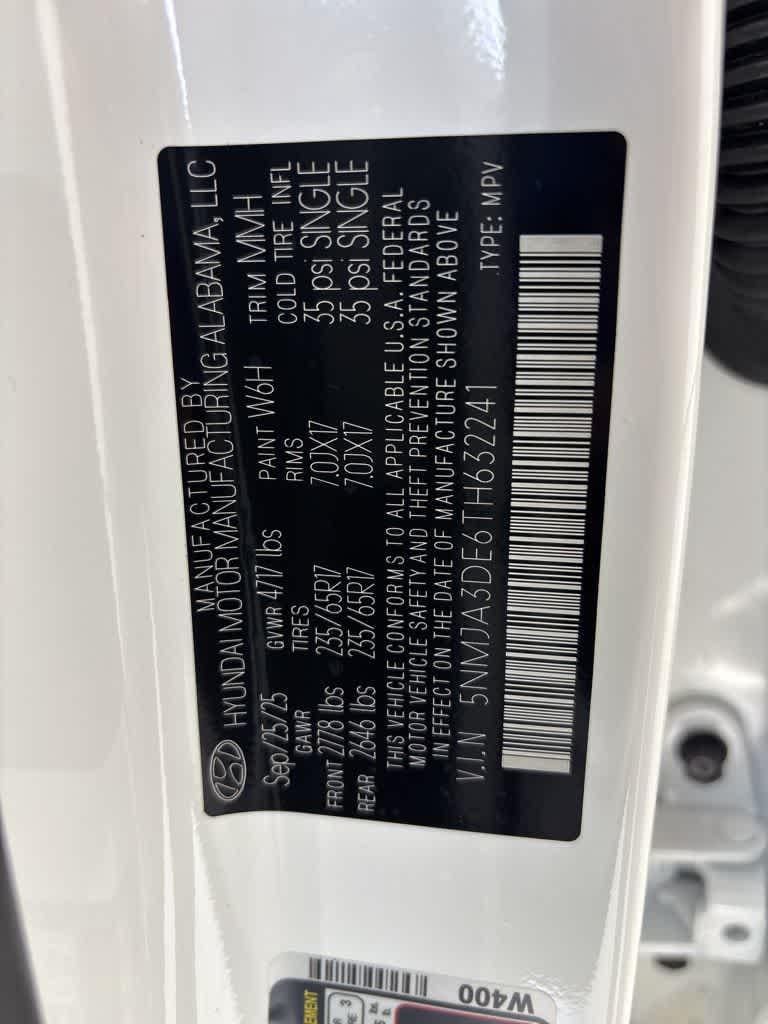 MANUFACTURED BY
HYUNDAI MOTOR MANUFACTURING ALABAMA, LLC
Sep/25/25 GVWR 4717 lbs PAINT W6H TRIM MMH
GAWR TIRES RIMS COLD TIRE INFL
FRONT 2778 lbs 235/65R17 7.0JX17 35 psi SINGLE
REAR 2646 lbs 235/65R17 7.0JX17 35 psi SINGLE
THIS VEHICLE CONFORMS TO ALL APPLICABLE U.S.A. FEDERAL
MOTOR VEHICLE SAFETY AND THEFT PREVENTION STANDARDS
IN EFFECT ON THE DATE OF MANUFACTURE SHOWN ABOVE
V.I.N 5NMJA3DE6TH632241 TYPE: MPV
W400
3